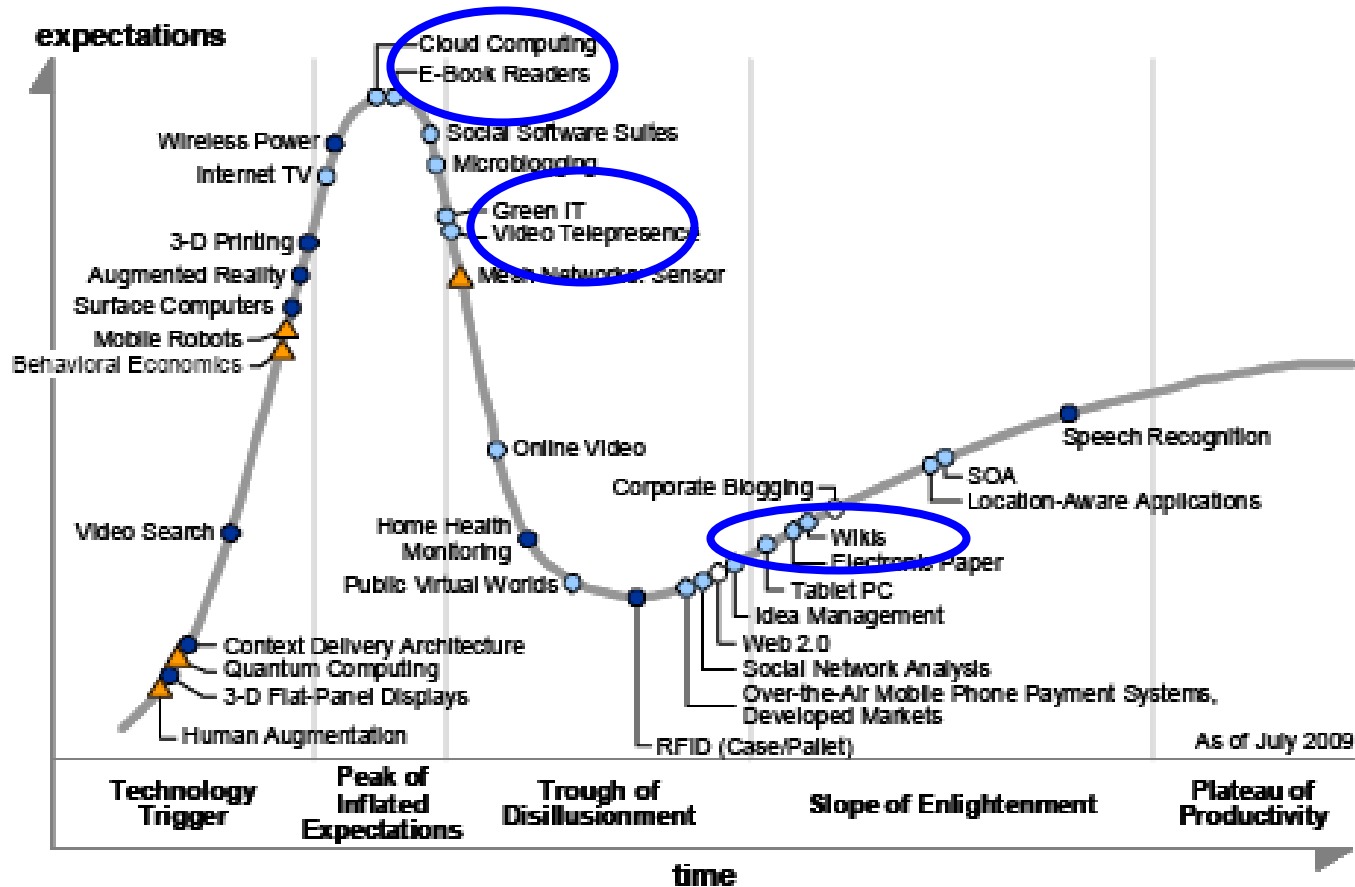 expectations
Cloud Computing
E-Book Readers
Wireless Power
Social Software Suites
Internet TV
Microblogging
Green IT
Video Telepresence
3-D Printing
Augmented Reality
Mesh Networks: Sensor
Surface Computers
Mobile Robots
Behavioral Economics
Online Video
Speech Recognition
SOA
Corporate Blogging
Location-Aware Applications
Home Health
Monitoring
Video Search
Wikis
Electronic Paper
Public Virtual Worlds
Tablet PC
Idea Management
Context Delivery Architecture
Web 2.0
Quantum Computing
Social Network Analysis
3-D Flat-Panel Displays
Over-the-Air Mobile Phone Payment Systems,
Developed Markets
Human Augmentation
RFID (Case/Pallet)
As of July 2009
Technology
Trigger
Peak of
Inflated
Expectations
Trough of
Disillusionment
Slope of Enlightenment
Plateau of
Productivity
time